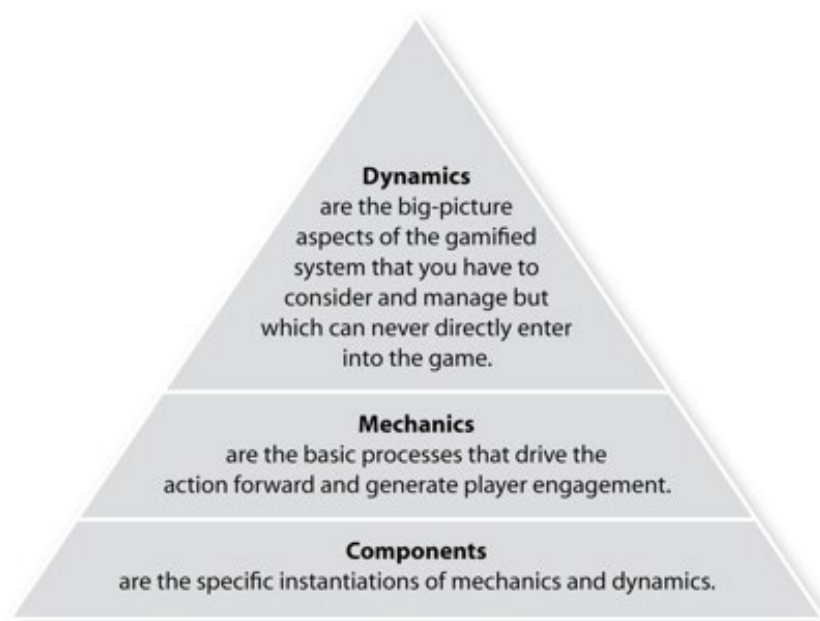 Dynamics
are the big-picture
aspects of the gamified
system that you have to
consider and manage but
which can never directly enter
into the game.
Mechanics
are the basic processes that drive the
action forward and generate player engagement.
Components
are the specific instantiations of mechanics and dynamics.